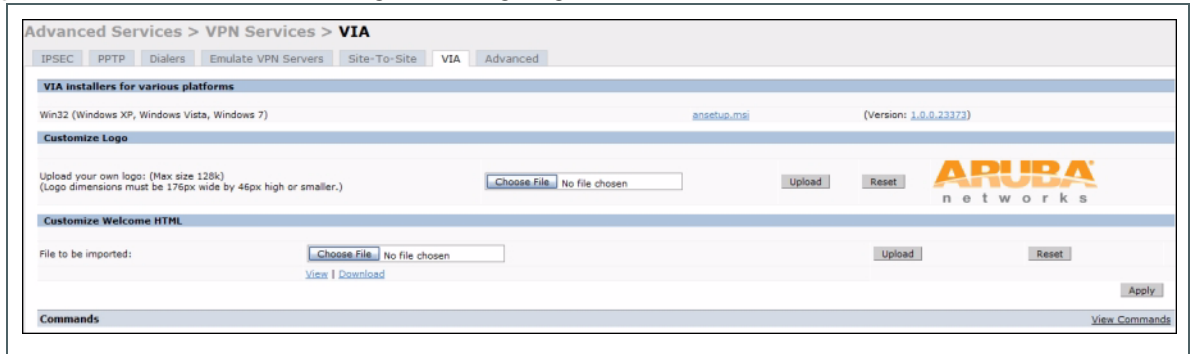 Advanced Services > VPN Services > VIA
IPSEC PPTP Dialers Emulate VPN Servers Site-To-Site VIA Advanced
VIA installers for various platforms
Win32 (Windows XP, Windows Vista, Windows 7) ansetup.msi (Version: 1.0.0.23373)
Customize Logo
Upload your own logo: (Max size 128k)
(Logo dimensions must be 176px wide by 46px high or smaller.)
Choose File No file chosen Upload Reset
ARUBA
networks
Customize Welcome HTML
File to be imported: Choose File No file chosen Upload Reset
View | Download
Apply
Commands View Commands